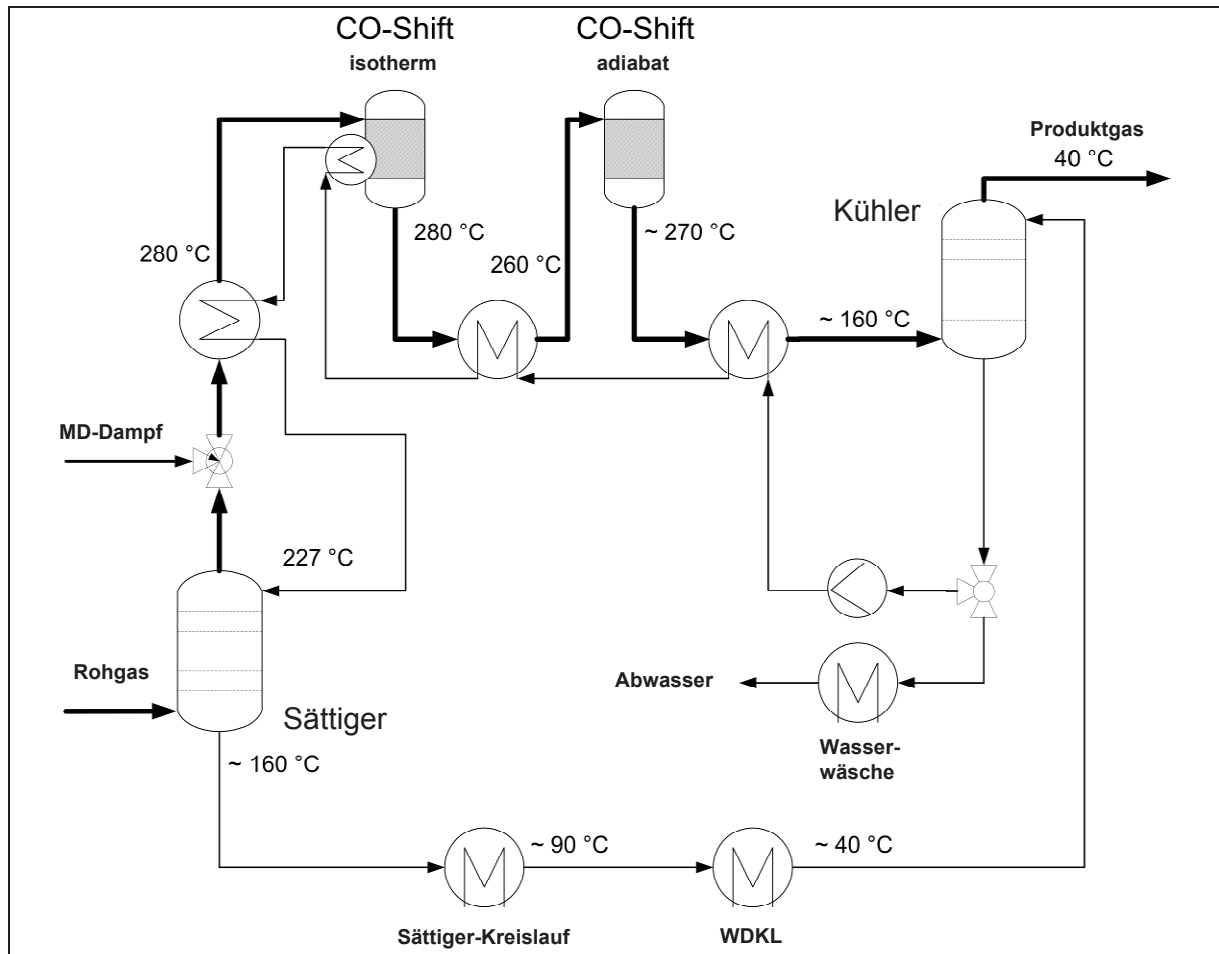 CO-Shift
isotherm
CO-Shift
adiabat
Produktgas
40 °C
Kühler
280 °C
280 °C
260 °C
~ 270 °C
~ 160 °C
MD-Dampf
227 °C
Rohgas
Sättiger
~ 160 °C
Abwasser
Wasser-
wäsche
~ 90 °C
~ 40 °C
Sättiger-Kreislauf
WDKL